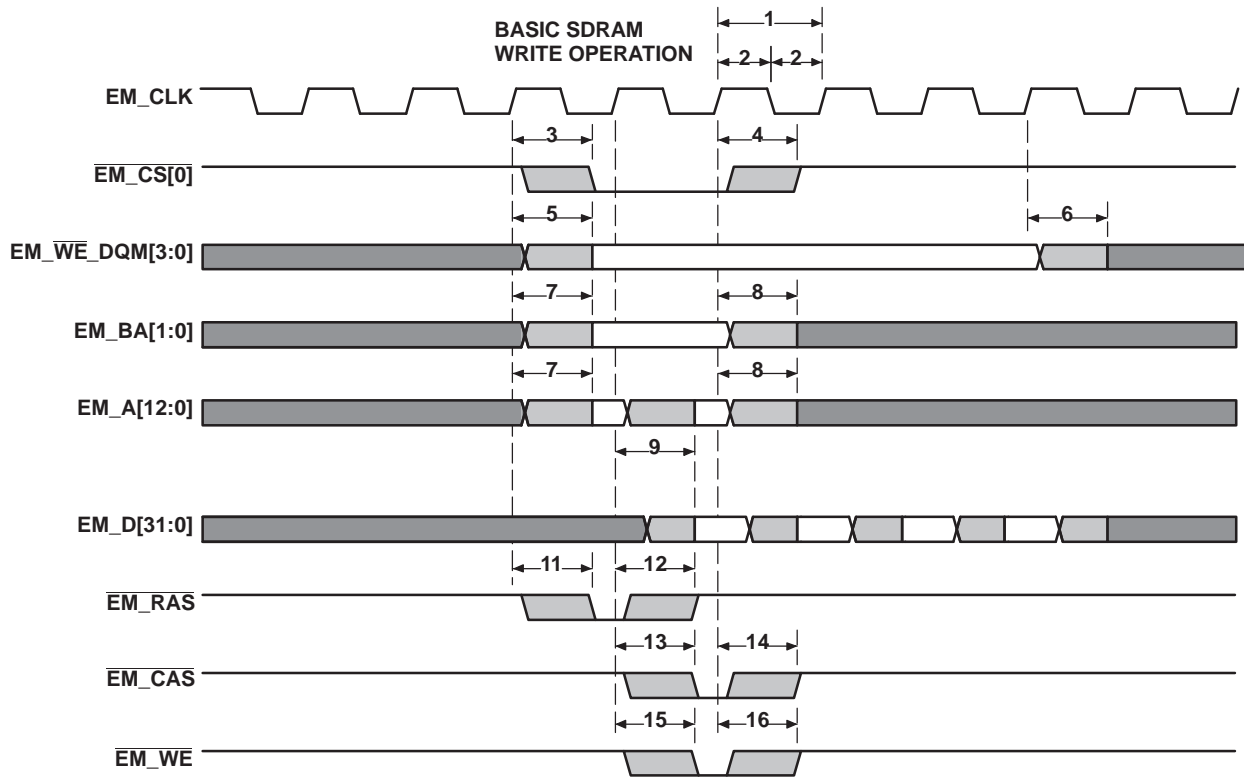 1
BASIC SDRAM
WRITE OPERATION
2 2
EM_CLK
3 4
EM_CS[0]
5 6
EM_WE_DQM[3:0]
7 8
EM_BA[1:0]
7 8
EM_A[12:0]
9
EM_D[31:0]
11 12
EM_RAS
13 14
EM_CAS
15 16
EM_WE